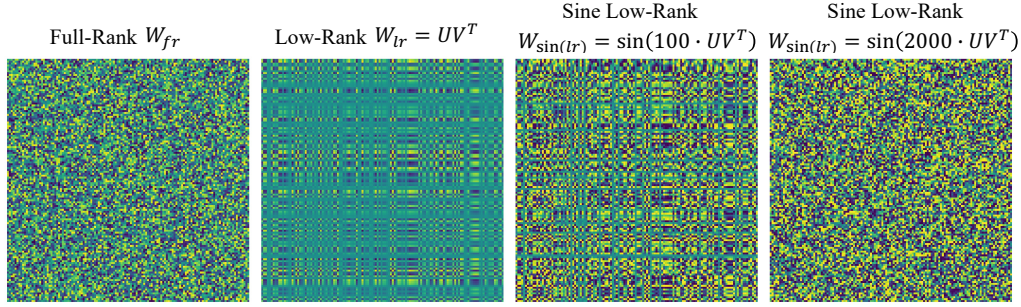 Full-Rank W_{fr}
Low-Rank W_{lr} = UV^T
Sine Low-Rank
W_{sin(lr)} = sin(100 · UV^T)
Sine Low-Rank
W_{sin(lr)} = sin(2000 · UV^T)